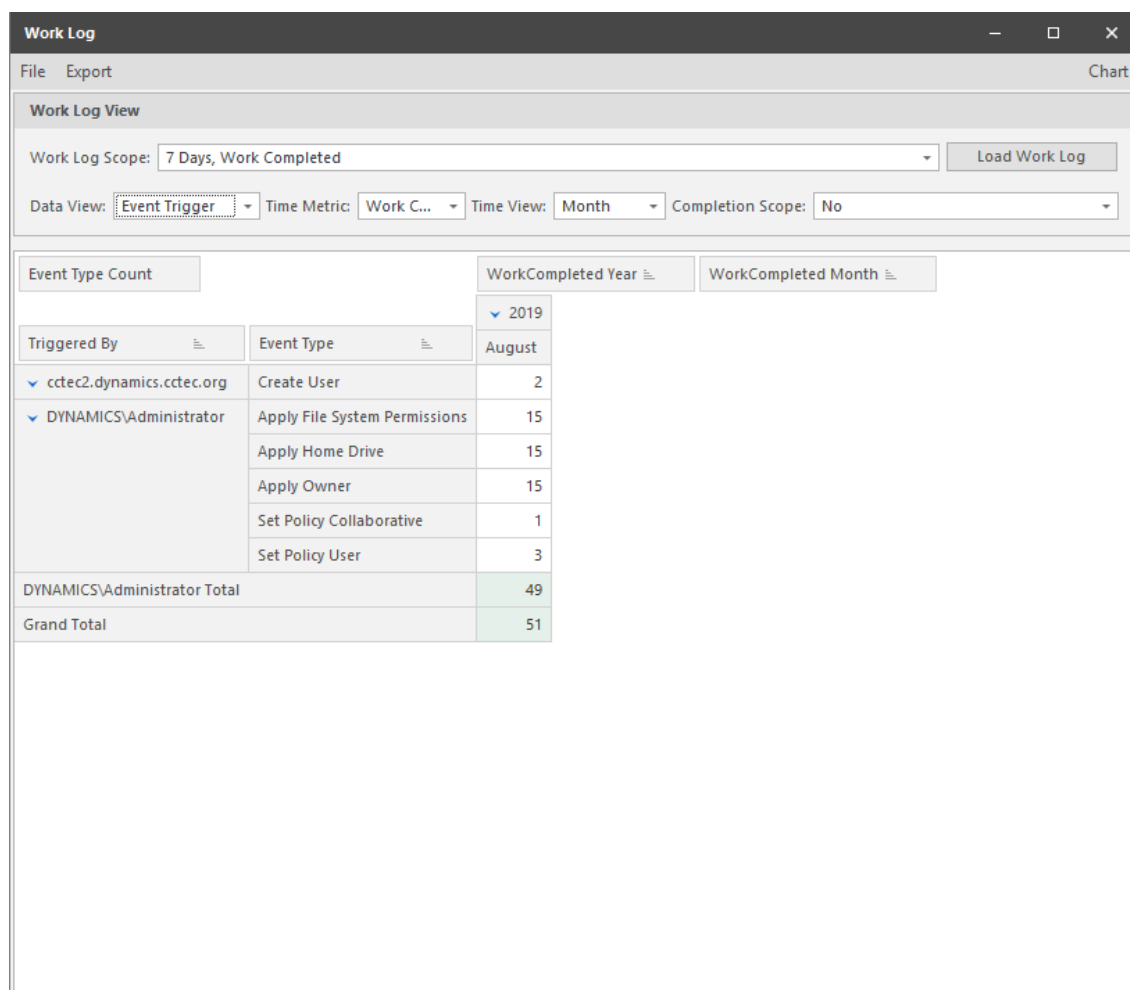 Work Log
File Export Chart
Work Log View
Work Log Scope: 7 Days, Work Completed Load Work Log
Data View: Event Trigger Time Metric: Work C... Time View: Month Completion Scope: No
Event Type Count WorkCompleted Year WorkCompleted Month
2019
Triggered By Event Type August
cctec2.dynamics.cctec.org Create User 2
DYNAMICS\Administrator Apply File System Permissions 15
Apply Home Drive 15
Apply Owner 15
Set Policy Collaborative 1
Set Policy User 3
DYNAMICS\Administrator Total 49
Grand Total 51